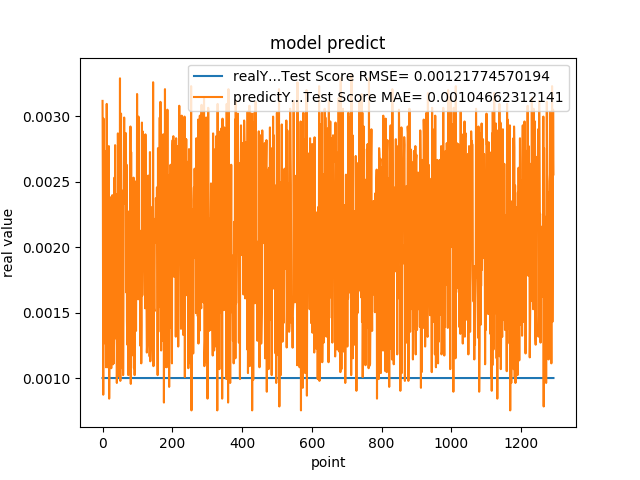 model predict
realY...Test Score RMSE= 0.00121774570194
predictY...Test Score MAE= 0.00104662312141
real value
0.0030
0.0025
0.0020
0.0015
0.0010
0 200 400 600 800 1000 1200
point